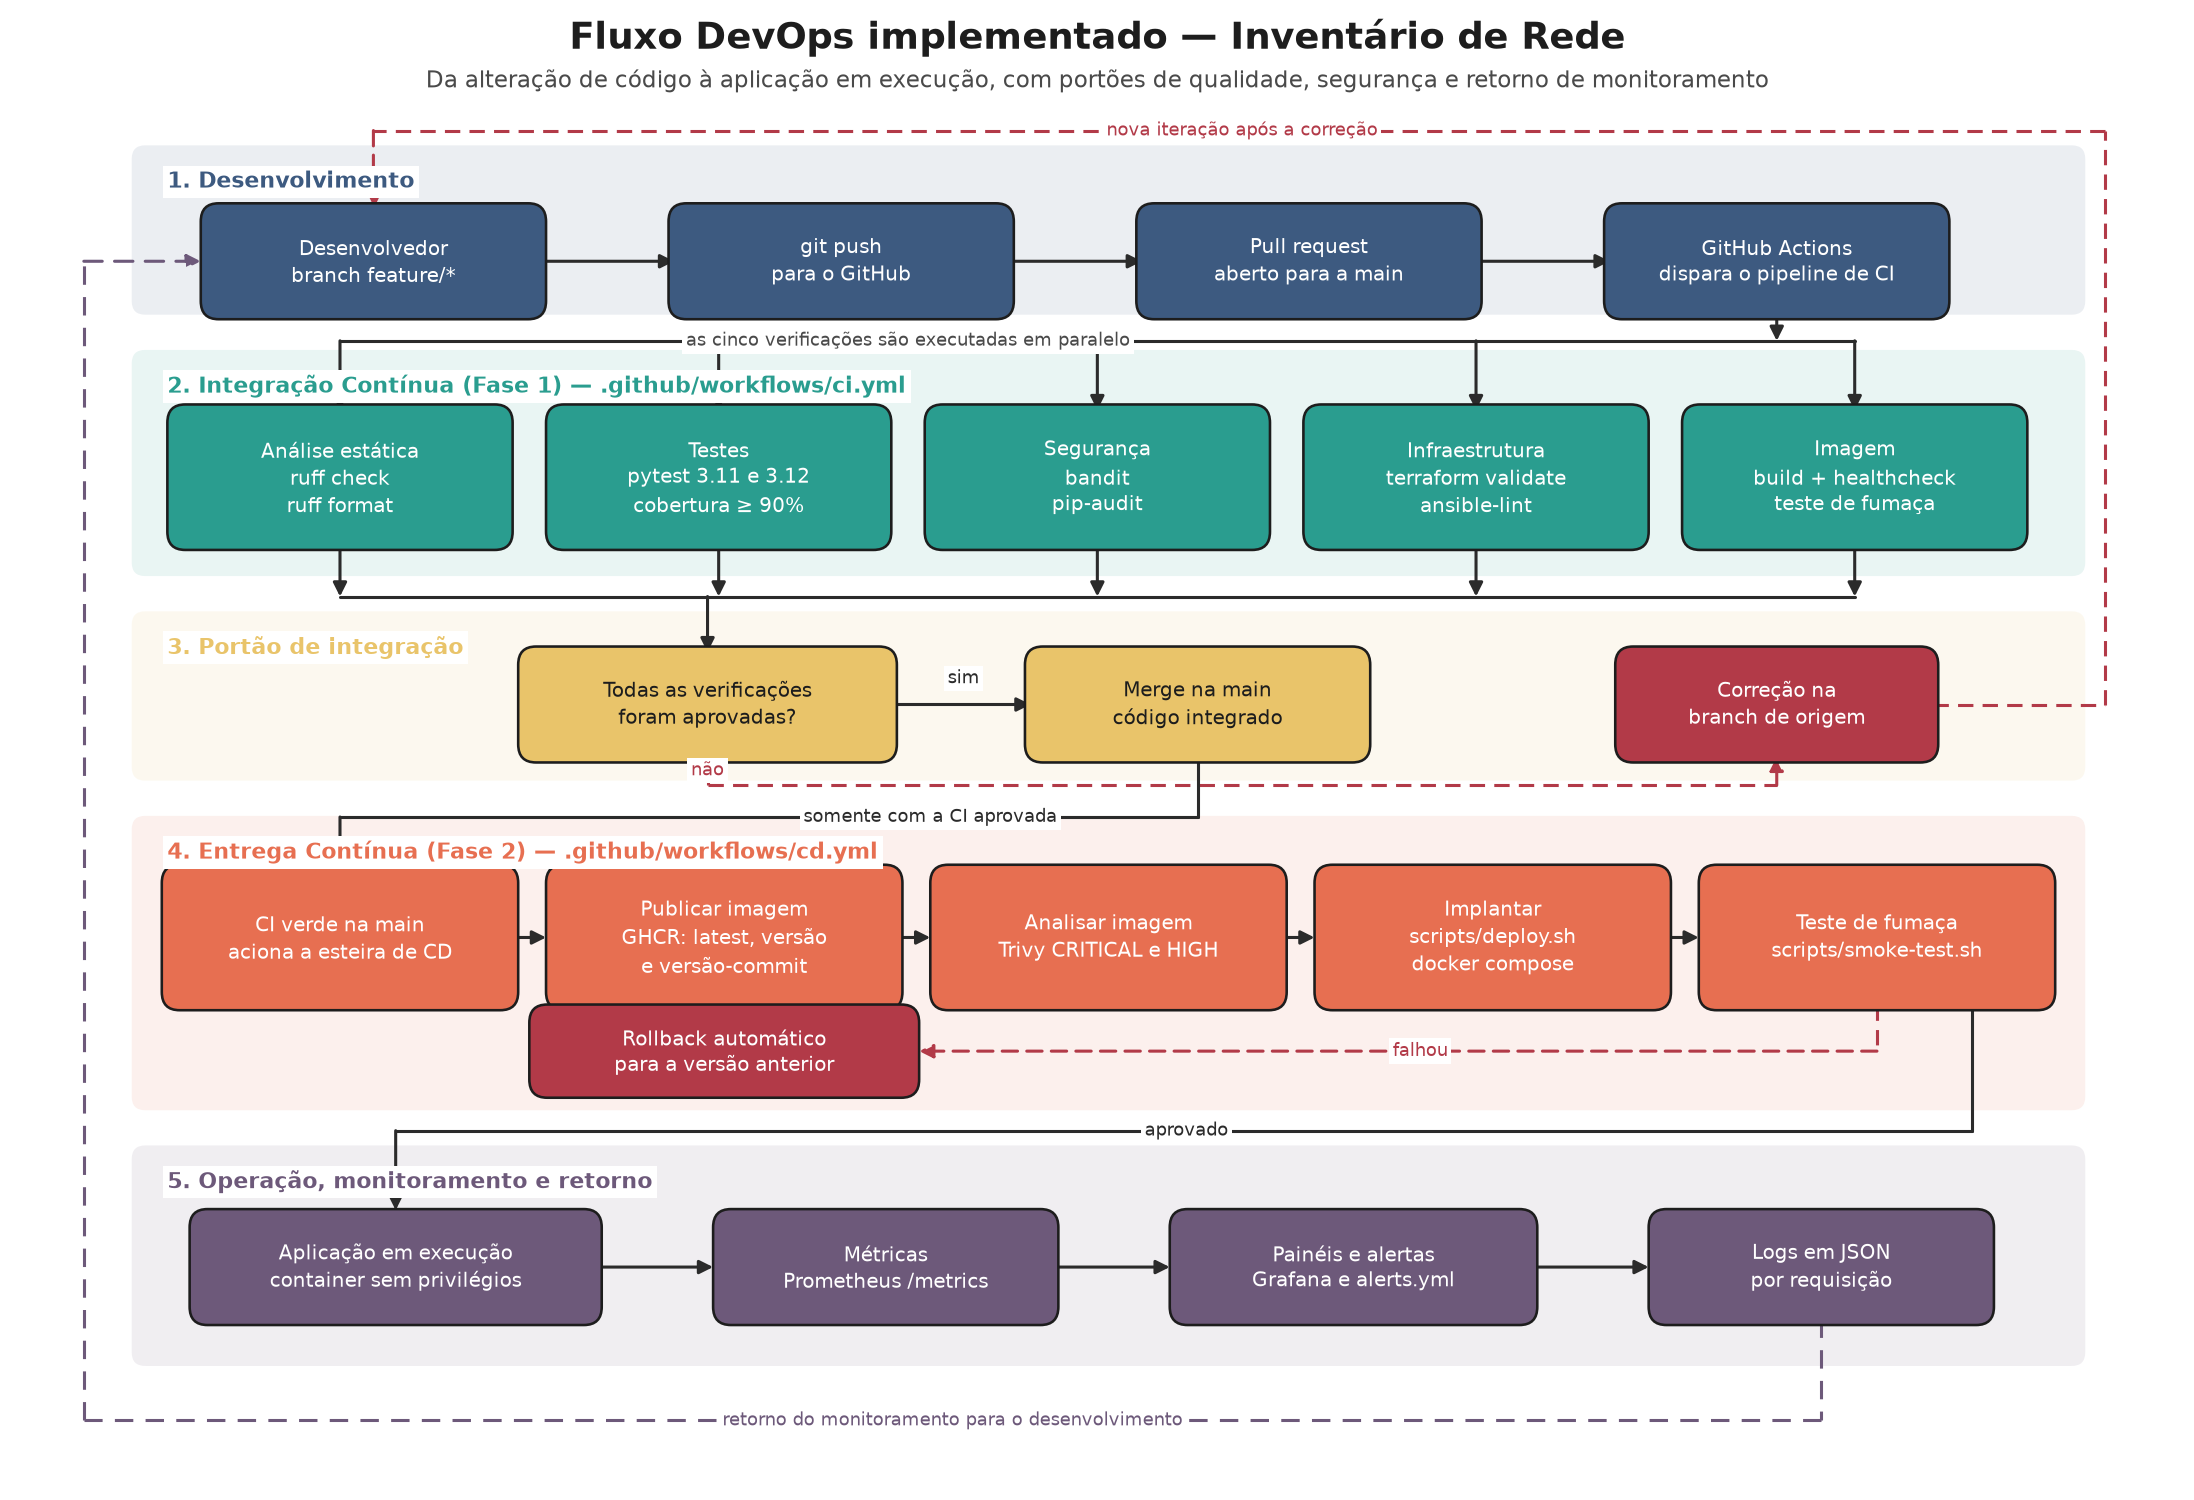 Fluxo DevOps implementado — Inventário de Rede
Da alteração de código à aplicação em execução, com portões de qualidade, segurança e retorno de monitoramento
nova iteração após a correção
1. Desenvolvimento
Desenvolvedor
branch feature/*
git push
para o GitHub
Pull request
aberto para a main
GitHub Actions
dispara o pipeline de CI
as cinco verificações são executadas em paralelo
2. Integração Contínua (Fase 1) — .github/workflows/ci.yml
Análise estática
ruff check
ruff format
Testes
pytest 3.11 e 3.12
cobertura ≥ 90%
Segurança
bandit
pip-audit
Infraestrutura
terraform validate
ansible-lint
Imagem
build + healthcheck
teste de fumaça
3. Portão de integração
Todas as verificações
foram aprovadas?
sim
Merge na main
código integrado
Correção na
branch de origem
não
somente com a CI aprovada
4. Entrega Contínua (Fase 2) — .github/workflows/cd.yml
CI verde na main
aciona a esteira de CD
Publicar imagem
GHCR: latest, versão
e versão-commit
Analisar imagem
Trivy CRITICAL e HIGH
Implantar
scripts/deploy.sh
docker compose
Teste de fumaça
scripts/smoke-test.sh
Rollback automático
para a versão anterior
falhou
aprovado
5. Operação, monitoramento e retorno
Aplicação em execução
container sem privilégios
Métricas
Prometheus /metrics
Painéis e alertas
Grafana e alerts.yml
Logs em JSON
por requisição
retorno do monitoramento para o desenvolvimento